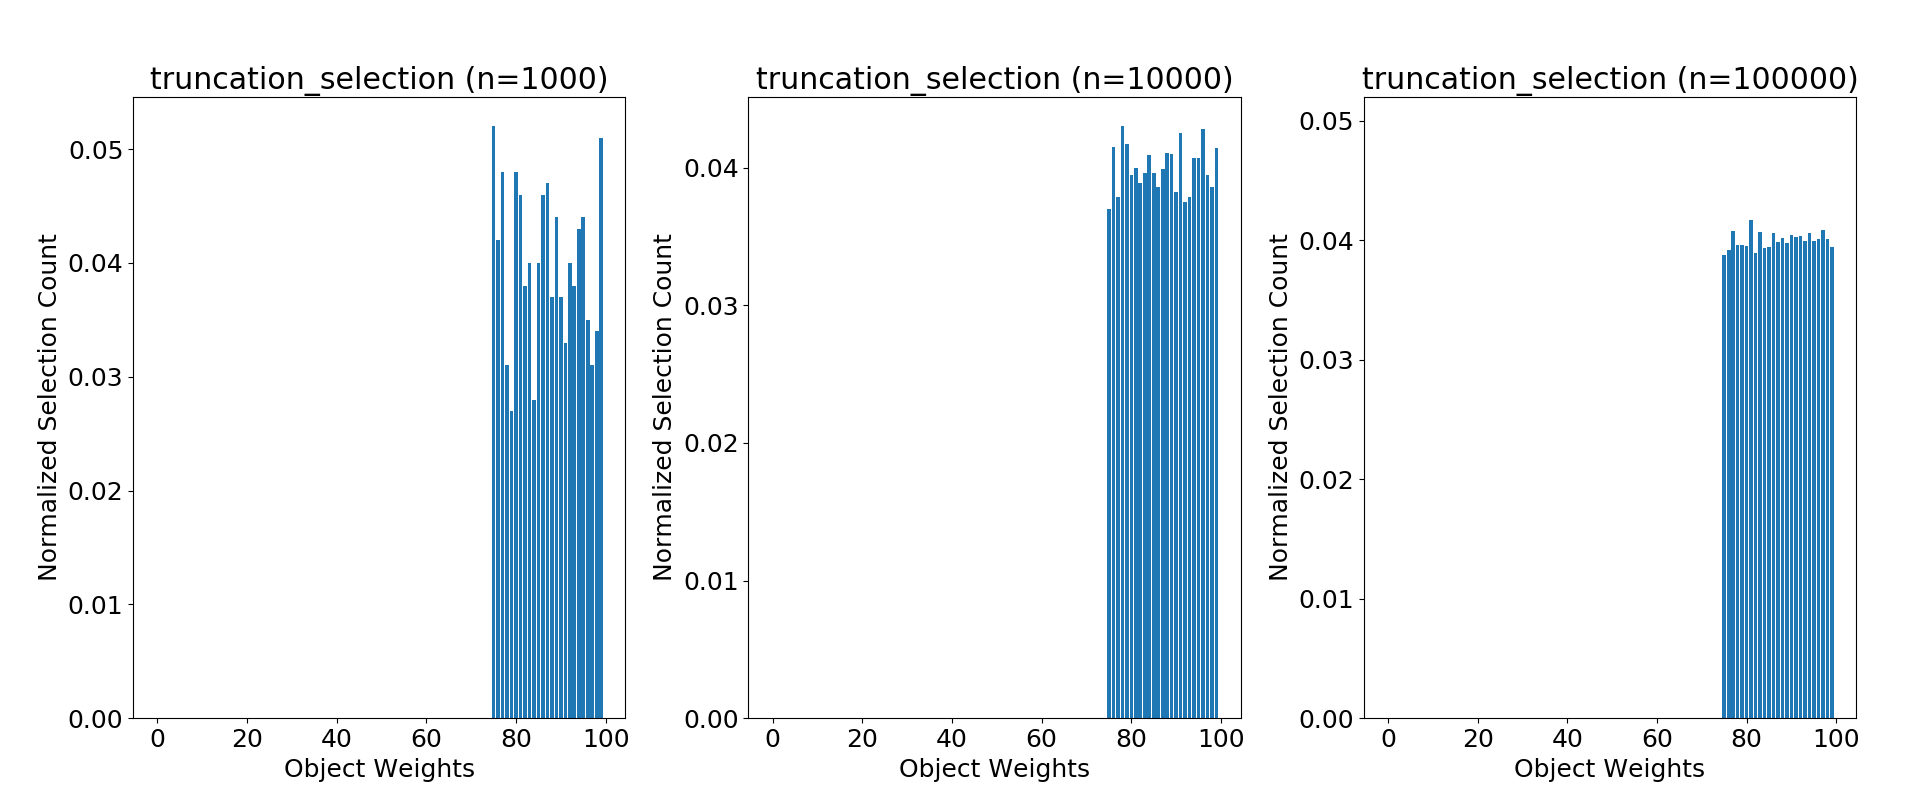 truncation_selection (n=1000)
Normalized Selection Count
0.05
0.04
0.03
0.02
0.01
0.00
0 20 40 60 80 100
Object Weights
truncation_selection (n=10000)
Normalized Selection Count
0.04
0.03
0.02
0.01
0.00
0 20 40 60 80 100
Object Weights
truncation_selection (n=100000)
Normalized Selection Count
0.05
0.04
0.03
0.02
0.01
0.00
0 20 40 60 80 100
Object Weights